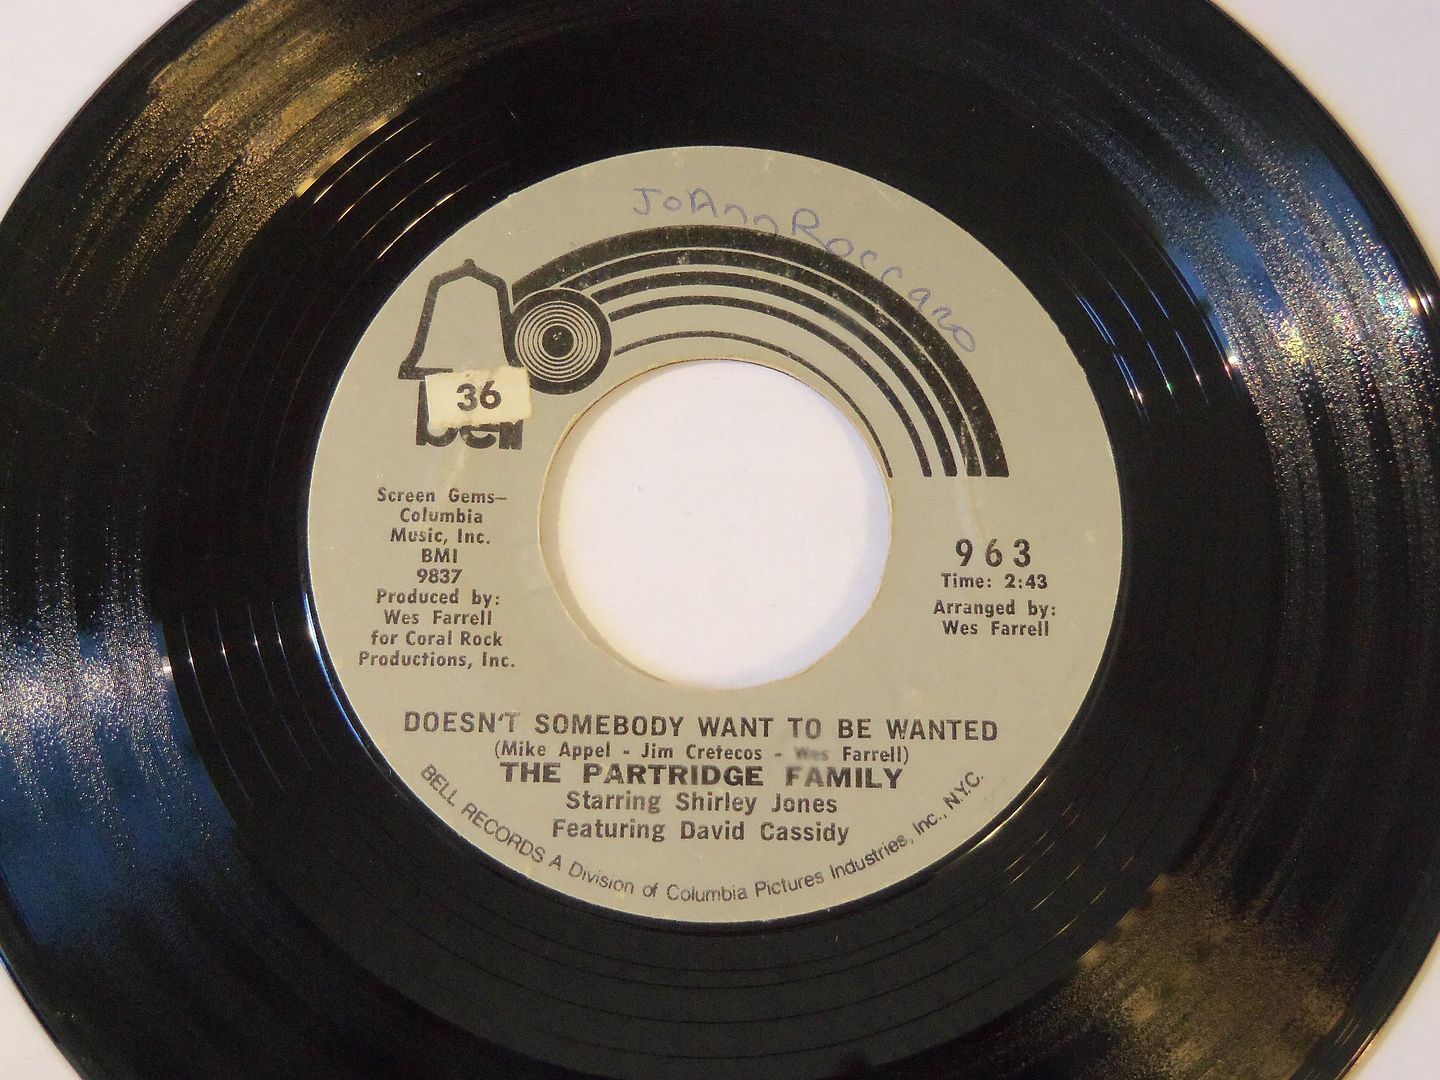 JoAnn Roccaro
36
bell
Screen Gems–
Columbia
Music, Inc.
BMI
9837
Produced by:
Wes Farrell
for Coral Rock
Productions, Inc.
963
Time: 2:43
Arranged by:
Wes Farrell
DOESN'T SOMEBODY WANT TO BE WANTED
(Mike Appel - Jim Cretecos - Wes Farrell)
THE PARTRIDGE FAMILY
Starring Shirley Jones
Featuring David Cassidy
BELL RECORDS A Division of Columbia Pictures Industries, Inc., N.Y.C.